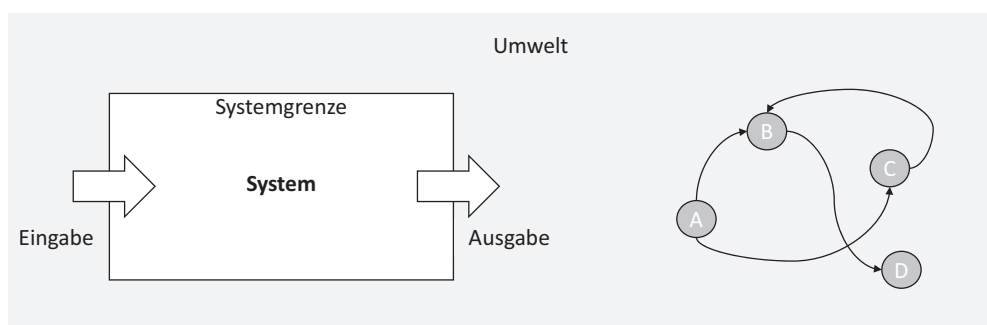 Umwelt
Systemgrenze
System
Eingabe
Ausgabe
B
C
A
D